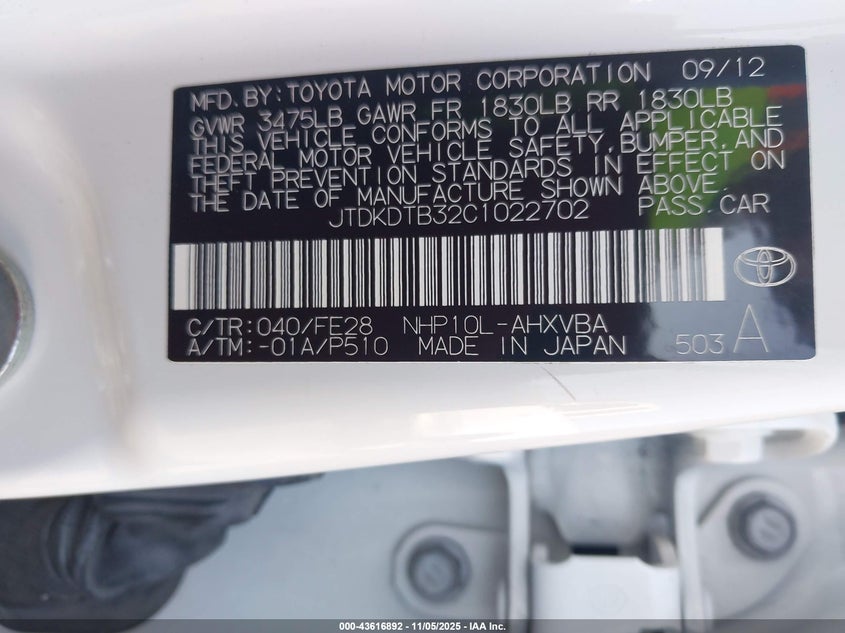 MFD. BY: TOYOTA MOTOR CORPORATION 09/12
GVWR 3475LB GAWR FR 1830LB RR 1830LB
THIS VEHICLE CONFORMS TO ALL APPLICABLE
FEDERAL MOTOR VEHICLE SAFETY, BUMPER, AND
THEFT PREVENTION STANDARDS IN EFFECT ON
THE DATE OF MANUFACTURE SHOWN ABOVE.
JTDKDTB32C1022702 PASS. CAR
C/TR: 040/FE28 NHP10L-AHXVBA
A/TM: -01A/P510 MADE IN JAPAN 503 A
000-43616892 - 11/05/2025 - IAA Inc.